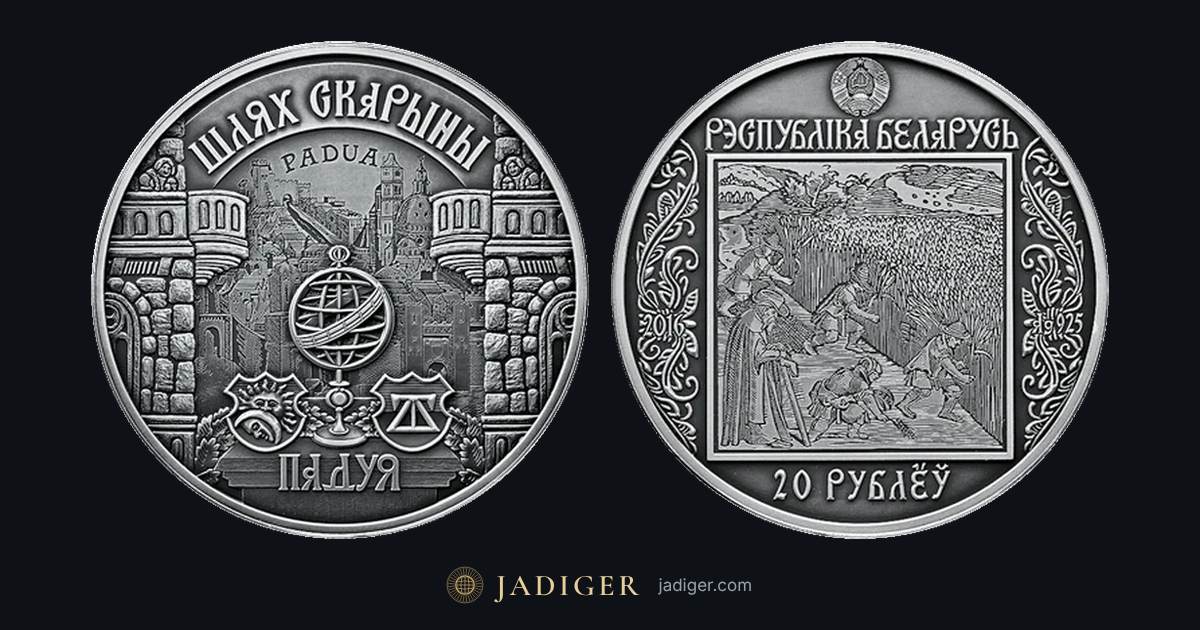 ШЛЯХ СКАРЫНЫ
PADUA
ПАДУЯ
РЭСПУБЛІКА БЕЛАРУСЬ
2016
Ag 925
20 РУБЛЁЎ
JADIGER jadiger.com